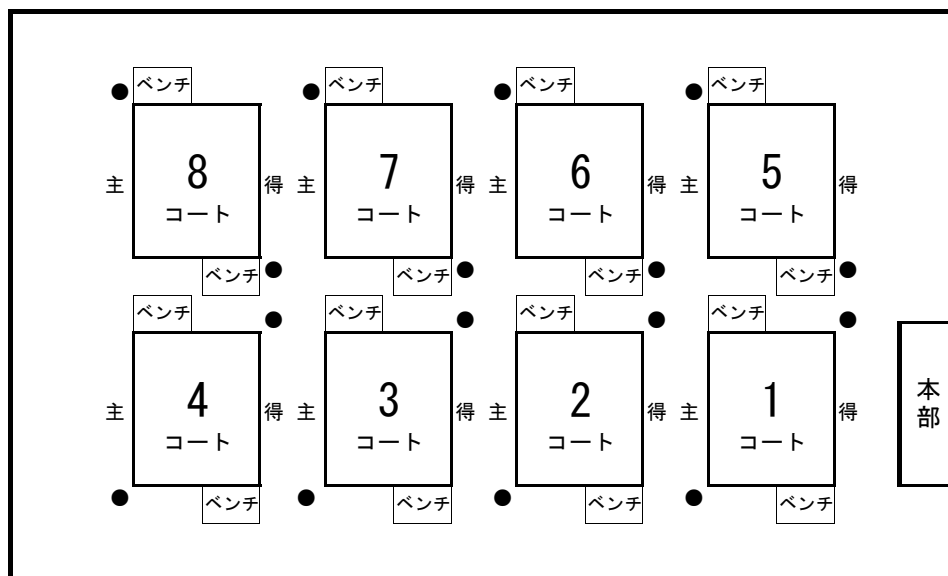 ベンチ ベンチ ベンチ ベンチ
8 7 6 5
主 得 主 得 主 得 主 得
コート コート コート コート
ベンチ ベンチ ベンチ ベンチ
ベンチ ベンチ ベンチ ベンチ
4 3 2 1
主 得 主 得 主 得 主 得
コート コート コート コート
ベンチ ベンチ ベンチ ベンチ
本部